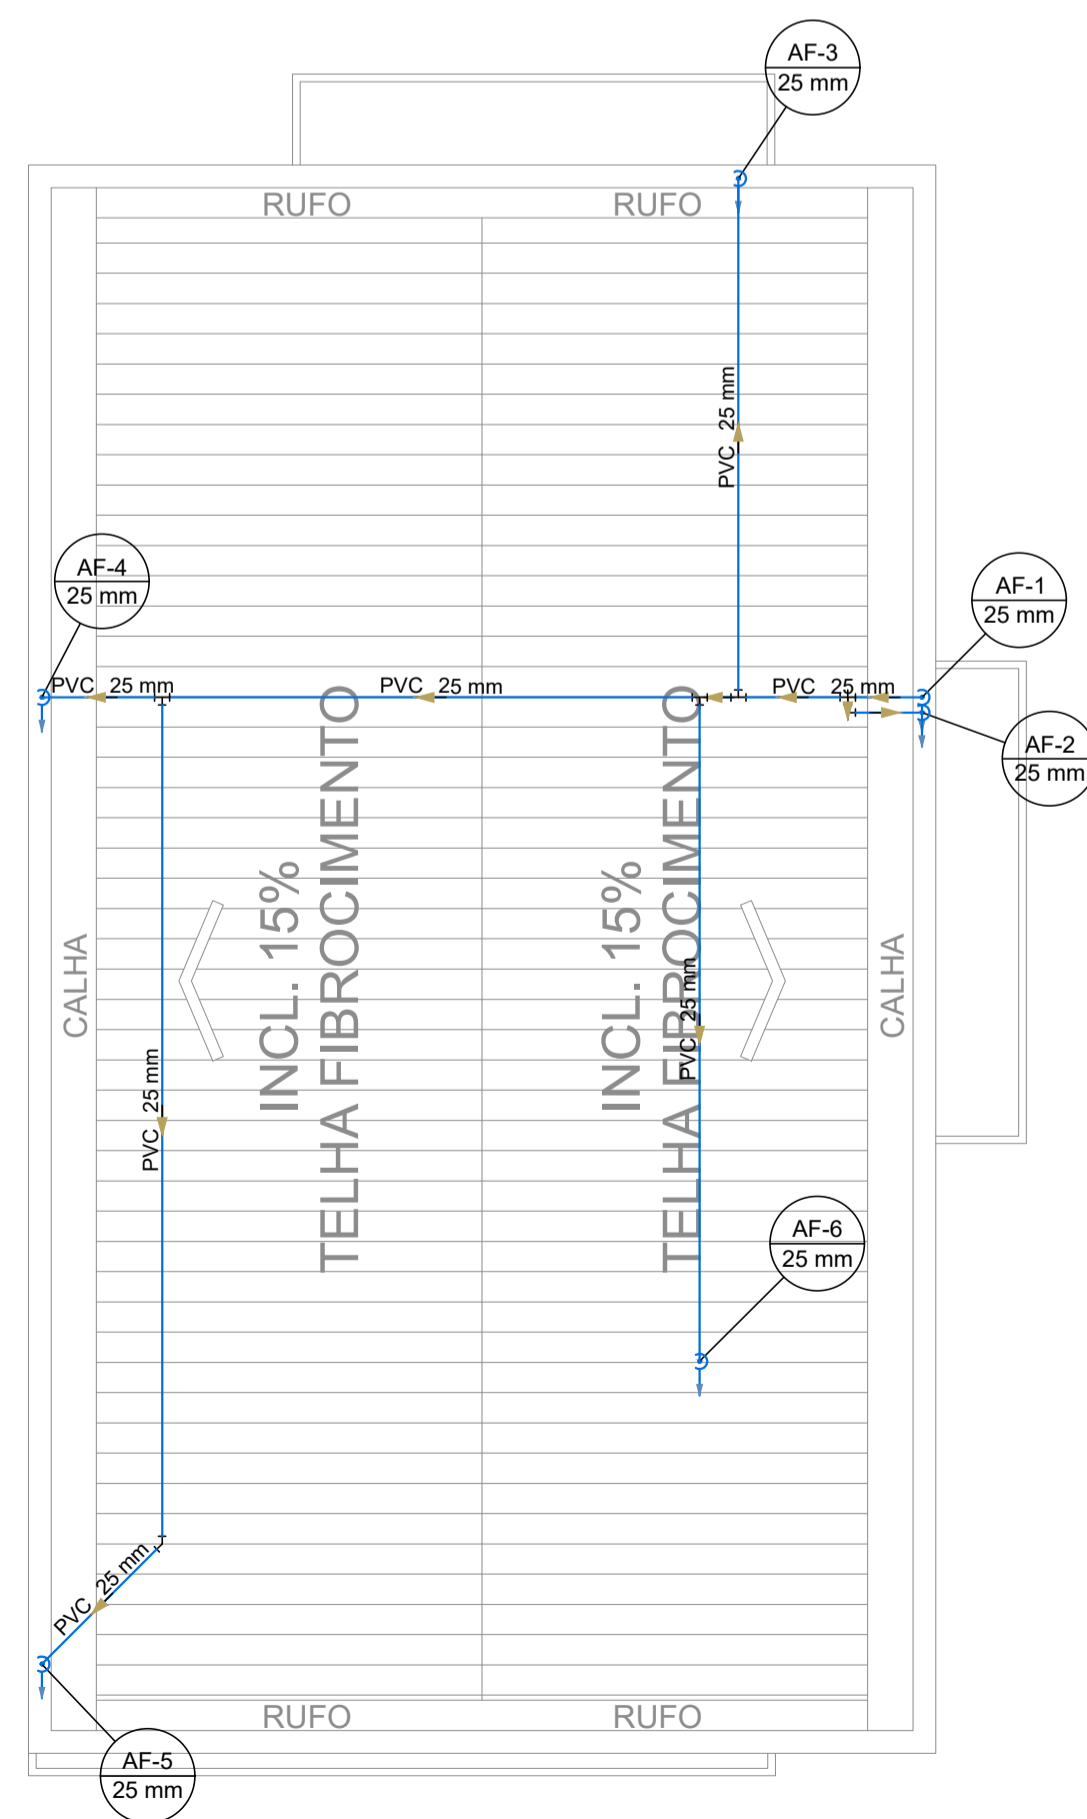 AF-3
25 mm
RUFO
RUFO
PVC 25 mm
AF-4
25 mm
AF-1
25 mm
PVC 25 mm
PVC 25 mm
PVC 25 mm
AF-2
25 mm
CALHA
INCL. 15%
TELHA FIBROCIMENTO
INCL. 15%
TELHA FIBROCIMENTO
PVC 25 mm
CALHA
PVC 25 mm
AF-6
25 mm
PVC 25 mm
RUFO
RUFO
AF-5
25 mm